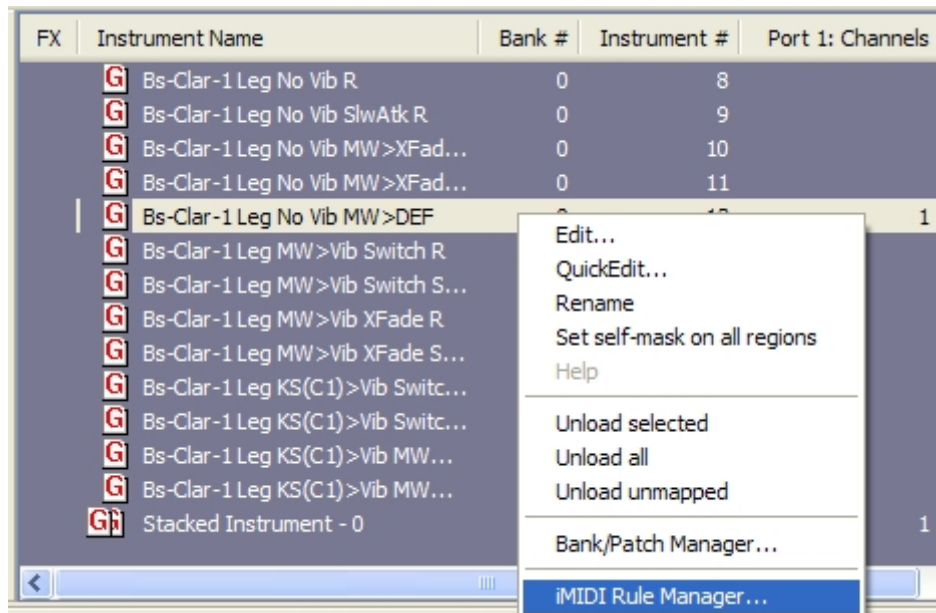 FX Instrument Name Bank # Instrument # Port 1: Channels
G Bs-Clar-1 Leg No Vib R 0 8
G Bs-Clar-1 Leg No Vib SlwAtk R 0 9
G Bs-Clar-1 Leg No Vib MW>XFad... 0 10
G Bs-Clar-1 Leg No Vib MW>XFad... 0 11
G Bs-Clar-1 Leg No Vib MW>DEF 1
G Bs-Clar-1 Leg MW>Vib Switch R
G Bs-Clar-1 Leg MW>Vib Switch S...
G Bs-Clar-1 Leg MW>Vib XFade R
G Bs-Clar-1 Leg MW>Vib XFade S...
G Bs-Clar-1 Leg KS(C1)>Vib Switc...
G Bs-Clar-1 Leg KS(C1)>Vib Switc...
G Bs-Clar-1 Leg KS(C1)>Vib MW...
G Bs-Clar-1 Leg KS(C1)>Vib MW...
G Stacked Instrument - 0 1
Edit...
QuickEdit...
Rename
Set self-mask on all regions
Help
Unload selected
Unload all
Unload unmapped
Bank/Patch Manager...
iMIDI Rule Manager...